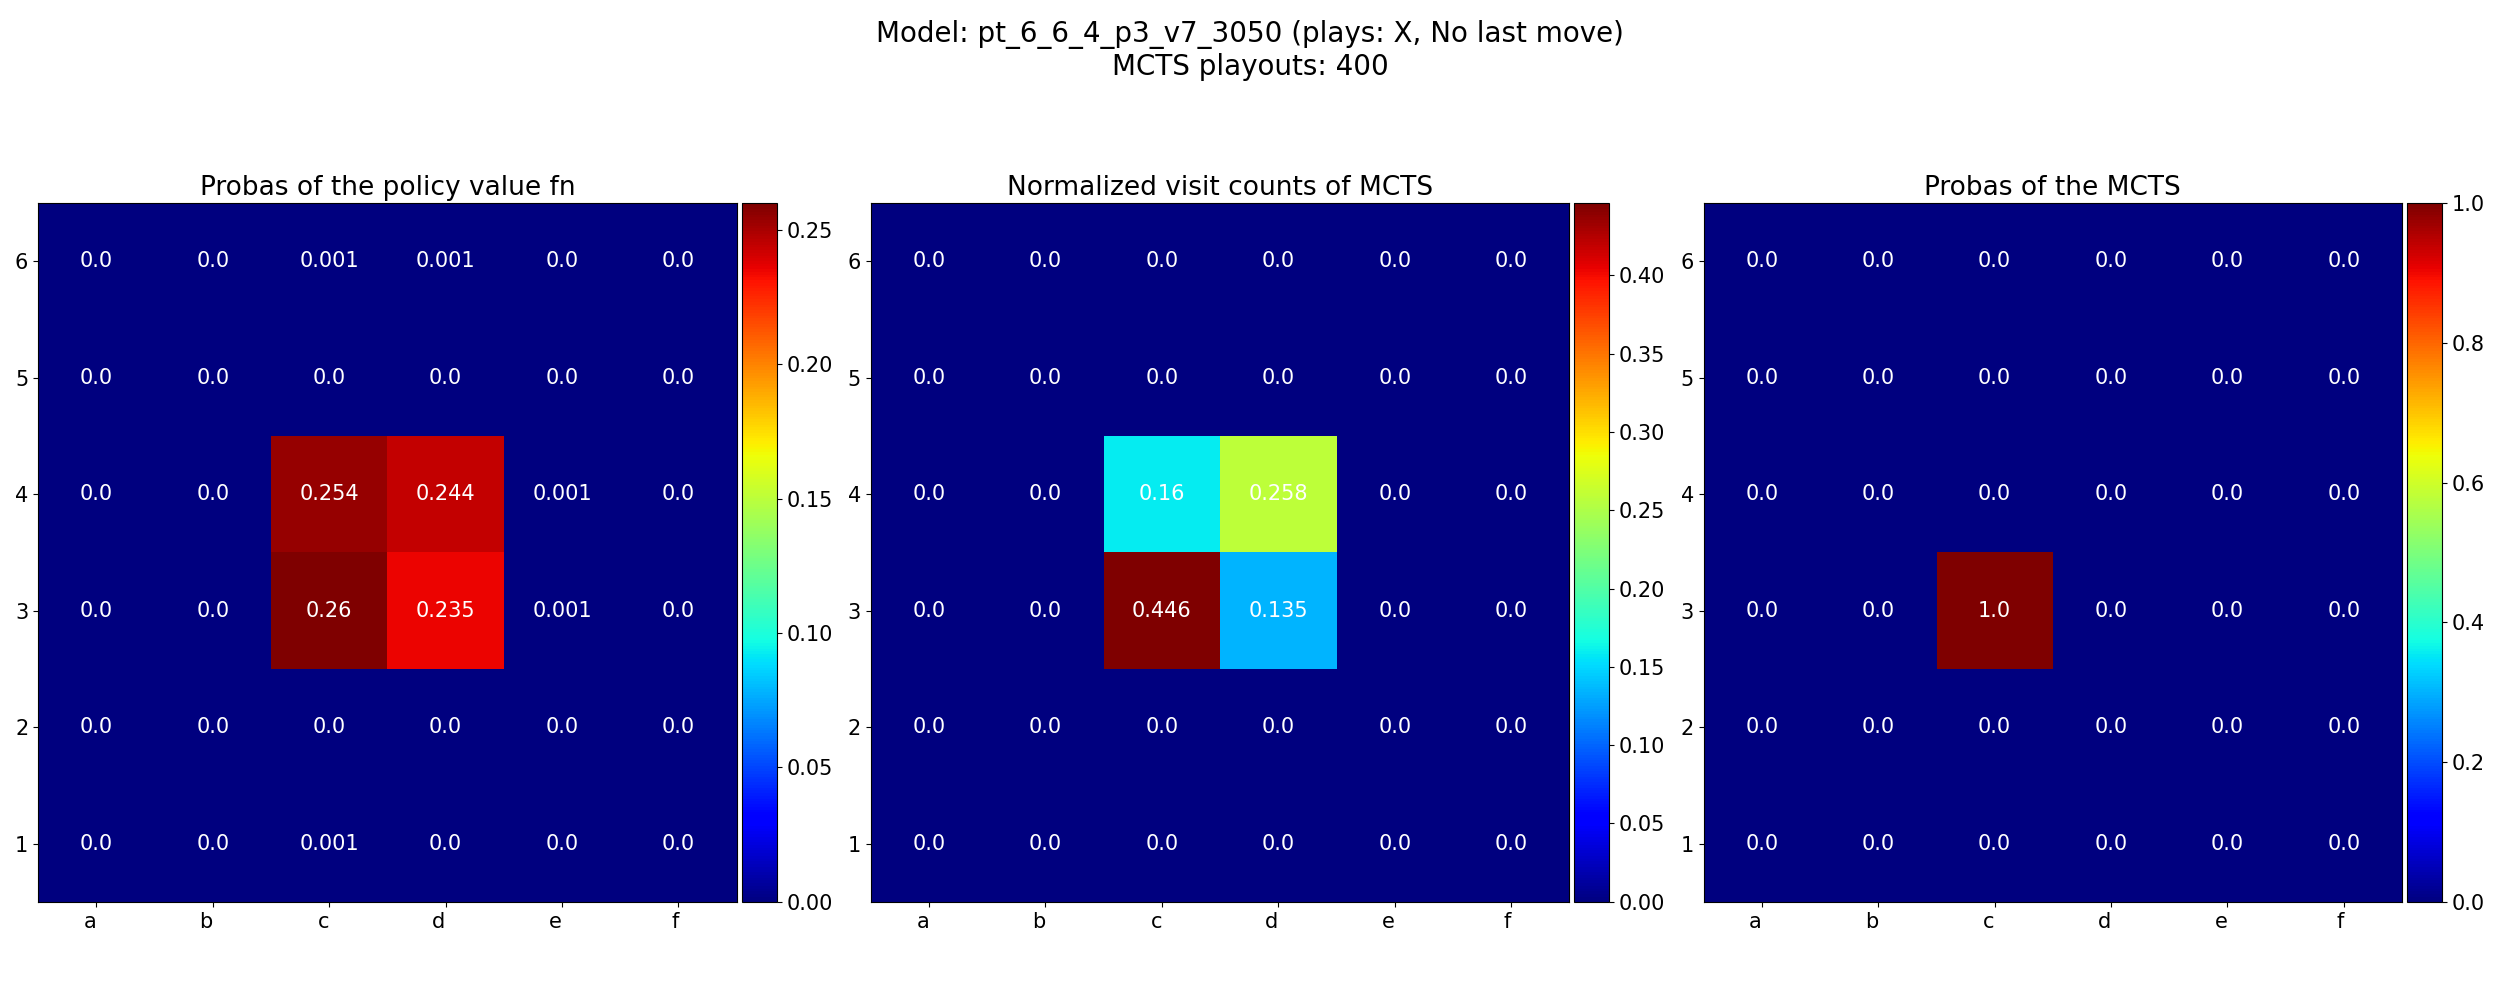 Model: pt_6_6_4_p3_v7_3050 (plays: X, No last move)
MCTS playouts: 400
Probas of the policy value fn
6 0.0 0.0 0.001 0.001 0.0 0.0
5 0.0 0.0 0.0 0.0 0.0 0.0
4 0.0 0.0 0.254 0.244 0.001 0.0
3 0.0 0.0 0.26 0.235 0.001 0.0
2 0.0 0.0 0.0 0.0 0.0 0.0
1 0.0 0.0 0.001 0.0 0.0 0.0
a b c d e f
0.25
0.20
0.15
0.10
0.05
0.00
Normalized visit counts of MCTS
6 0.0 0.0 0.0 0.0 0.0 0.0
5 0.0 0.0 0.0 0.0 0.0 0.0
4 0.0 0.0 0.16 0.258 0.0 0.0
3 0.0 0.0 0.446 0.135 0.0 0.0
2 0.0 0.0 0.0 0.0 0.0 0.0
1 0.0 0.0 0.0 0.0 0.0 0.0
a b c d e f
0.40
0.35
0.30
0.25
0.20
0.15
0.10
0.05
0.00
Probas of the MCTS
6 0.0 0.0 0.0 0.0 0.0 0.0
5 0.0 0.0 0.0 0.0 0.0 0.0
4 0.0 0.0 0.0 0.0 0.0 0.0
3 0.0 0.0 1.0 0.0 0.0 0.0
2 0.0 0.0 0.0 0.0 0.0 0.0
1 0.0 0.0 0.0 0.0 0.0 0.0
a b c d e f
1.0
0.8
0.6
0.4
0.2
0.0